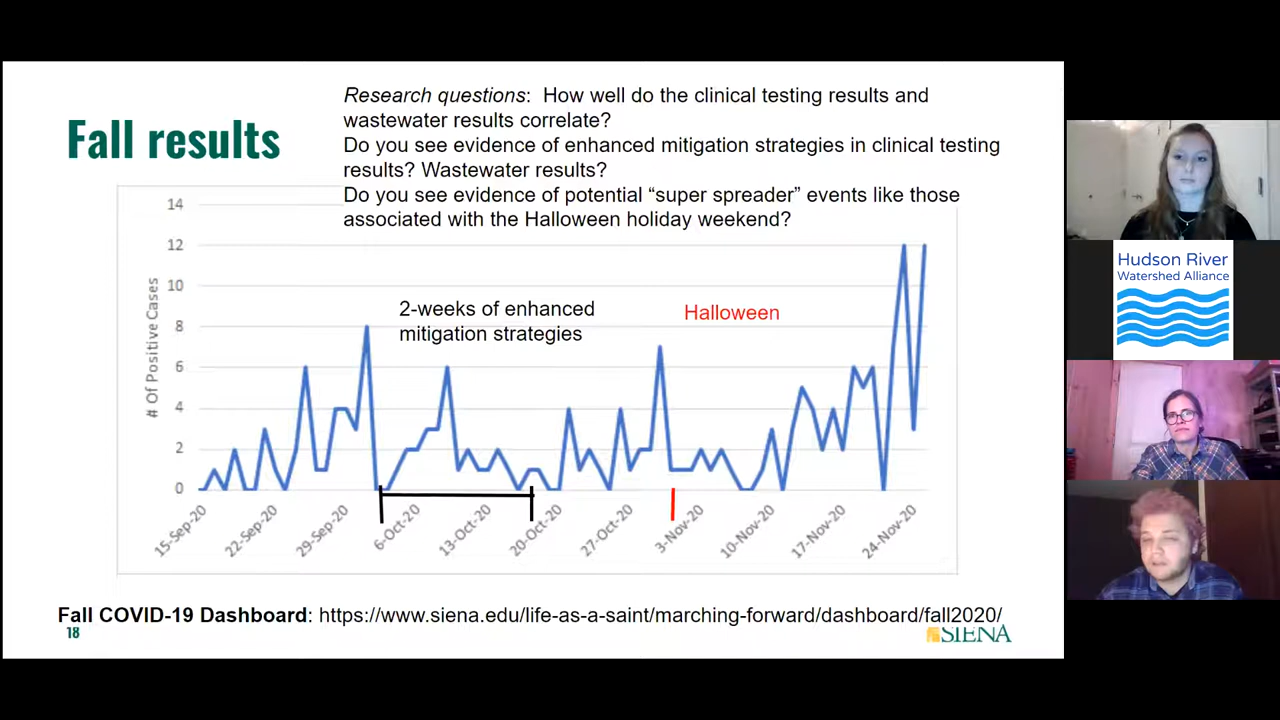 Research questions: How well do the clinical testing results and
wastewater results correlate?
Do you see evidence of enhanced mitigation strategies in clinical testing
results? Wastewater results?
Do you see evidence of potential “super spreader” events like those
associated with the Halloween holiday weekend?
Fall results
# Of Positive Cases
14
12
10
8
6
4
2
0
2-weeks of enhanced
mitigation strategies
Halloween
15-Sep-20
22-Sep-20
29-Sep-20
6-Oct-20
13-Oct-20
20-Oct-20
27-Oct-20
3-Nov-20
10-Nov-20
17-Nov-20
24-Nov-20
Fall COVID-19 Dashboard: https://www.siena.edu/life-as-a-saint/marching-forward/dashboard/fall2020/
18
SIENA
Hudson River
Watershed Alliance